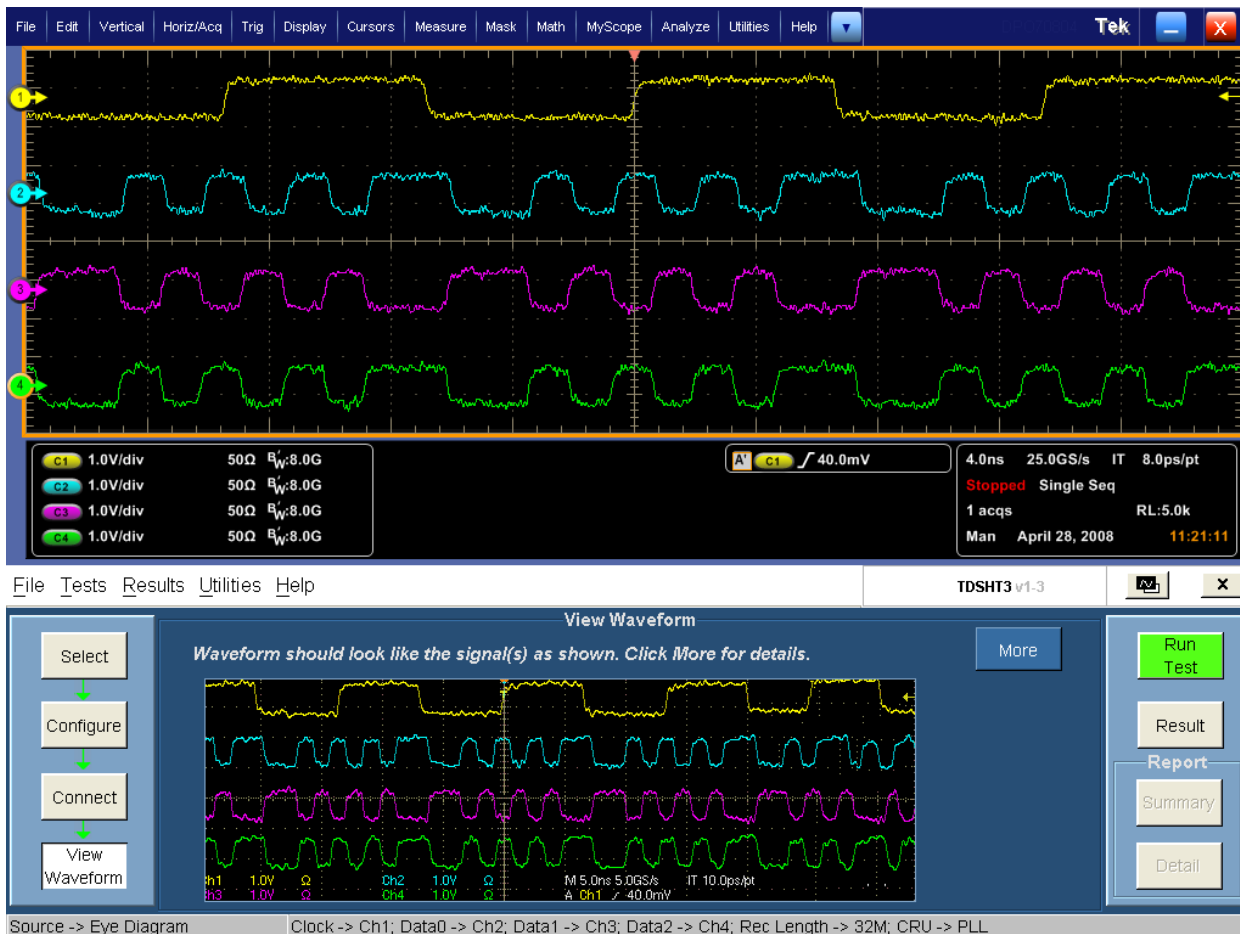 File Edit Vertical Horiz/Acq Trig Display Cursors Measure Mask Math MyScope Analyze Utilities Help Tek X
1
2
3
4
C1 1.0V/div 50Ω BW:8.0G
C2 1.0V/div 50Ω BW:8.0G
C3 1.0V/div 50Ω BW:8.0G
C4 1.0V/div 50Ω BW:8.0G
A' C1 40.0mV
4.0ns 25.0GS/s IT 8.0ps/pt
Stopped Single Seq
1 acqs RL:5.0k
Man April 28, 2008 11:21:11
File Tests Results Utilities Help TDSHT3 v1-3 x
View Waveform
Select
Configure
Connect
View
Waveform
Waveform should look like the signal(s) as shown. Click More for details.
More
Ch1 1.0V Ω Ch2 1.0V Ω M 5.0ns 5.0GS/s IT 10.0ps/pt
Ch3 1.0V Ω Ch4 1.0V Ω A Ch1 40.0mV
Run
Test
Result
Report
Summary
Detail
Source -> Eye Diagram Clock -> Ch1; Data0 -> Ch2; Data1 -> Ch3; Data2 -> Ch4; Rec Length -> 32M; CRU -> PLL